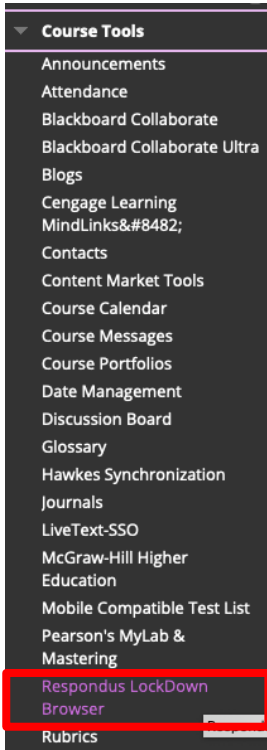 Course Tools
Announcements
Attendance
Blackboard Collaborate
Blackboard Collaborate Ultra
Blogs
Cengage Learning
MindLinks&#8482;
Contacts
Content Market Tools
Course Calendar
Course Messages
Course Portfolios
Date Management
Discussion Board
Glossary
Hawkes Synchronization
Journals
LiveText-SSO
McGraw-Hill Higher
Education
Mobile Compatible Test List
Pearson's MyLab &
Mastering
Respondus LockDown
Browser
Rubrics